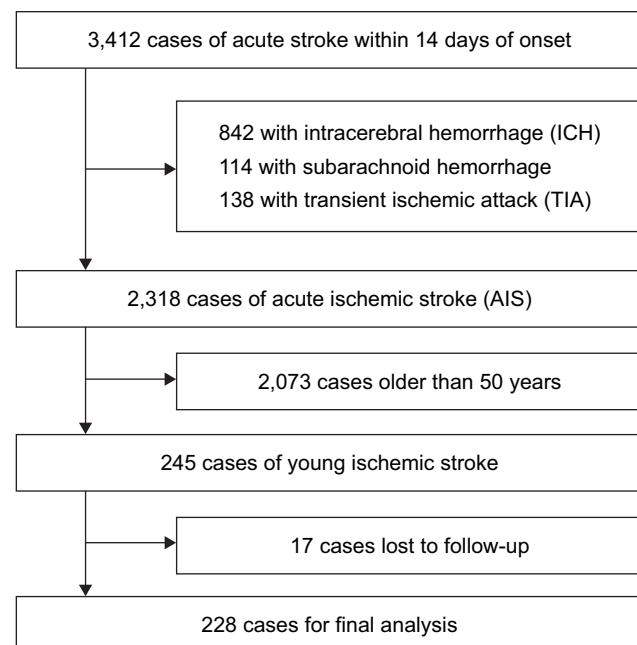 3,412 cases of acute stroke within 14 days of onset
842 with intracerebral hemorrhage (ICH)
114 with subarachnoid hemorrhage
138 with transient ischemic attack (TIA)
2,318 cases of acute ischemic stroke (AIS)
2,073 cases older than 50 years
245 cases of young ischemic stroke
17 cases lost to follow-up
228 cases for final analysis